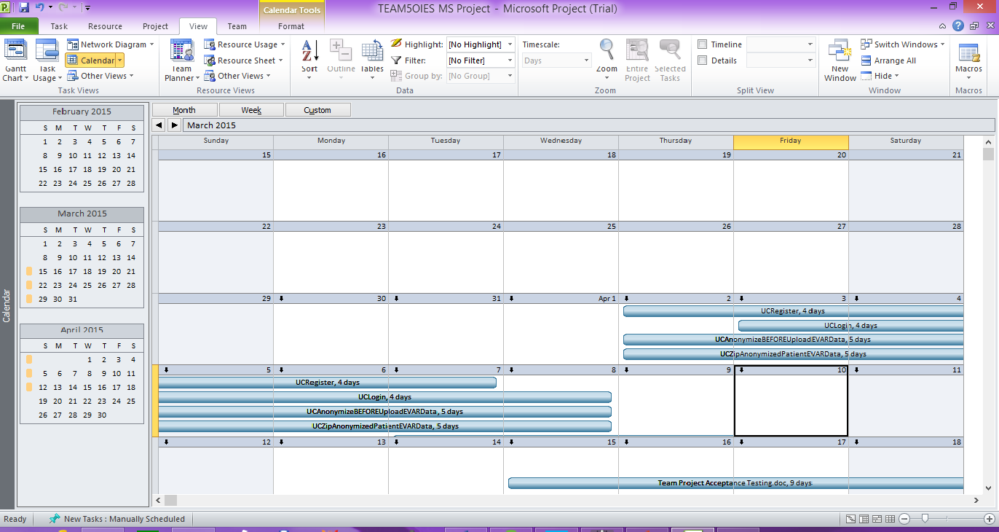 TEAM5OIES MS Project - Microsoft Project (Trial)
Calendar Tools
File Task Resource Project View Team Format
Gantt Chart
Task Usage
Network Diagram
Calendar
Other Views
Task Views
Team Planner
Resource Usage
Resource Sheet
Other Views
Resource Views
Sort
Outline
Tables
Highlight: [No Highlight]
Filter: [No Filter]
Group by: [No Group]
Data
Timescale:
Days
Zoom
Entire Project
Selected Tasks
Zoom
Timeline
Details
Split View
New Window
Switch Windows
Arrange All
Hide
Window
Macros
Macros
Calendar
February 2015
S M T W T F S
1 2 3 4 5 6 7
8 9 10 11 12 13 14
15 16 17 18 19 20 21
22 23 24 25 26 27 28
March 2015
S M T W T F S
1 2 3 4 5 6 7
8 9 10 11 12 13 14
15 16 17 18 19 20 21
22 23 24 25 26 27 28
29 30 31
April 2015
S M T W T F S
1 2 3 4
5 6 7 8 9 10 11
12 13 14 15 16 17 18
19 20 21 22 23 24 25
26 27 28 29 30
Month Week Custom
March 2015
Sunday Monday Tuesday Wednesday Thursday Friday Saturday
15 16 17 18 19 20 21
22 23 24 25 26 27 28
29 30 31 Apr 1 2 3 4
UCRegister, 4 days
UCLogin, 4 days
UCAnonymizeBEFOREUploadEVARData, 5 days
UCZipAnonymizedPatientEVARData, 5 days
5 6 7 8 9 10 11
UCRegister, 4 days
UCLogin, 4 days
UCAnonymizeBEFOREUploadEVARData, 5 days
UCZipAnonymizedPatientEVARData, 5 days
12 13 14 15 16 17 18
Team Project Acceptance Testing.doc, 9 days
Ready
New Tasks : Manually Scheduled